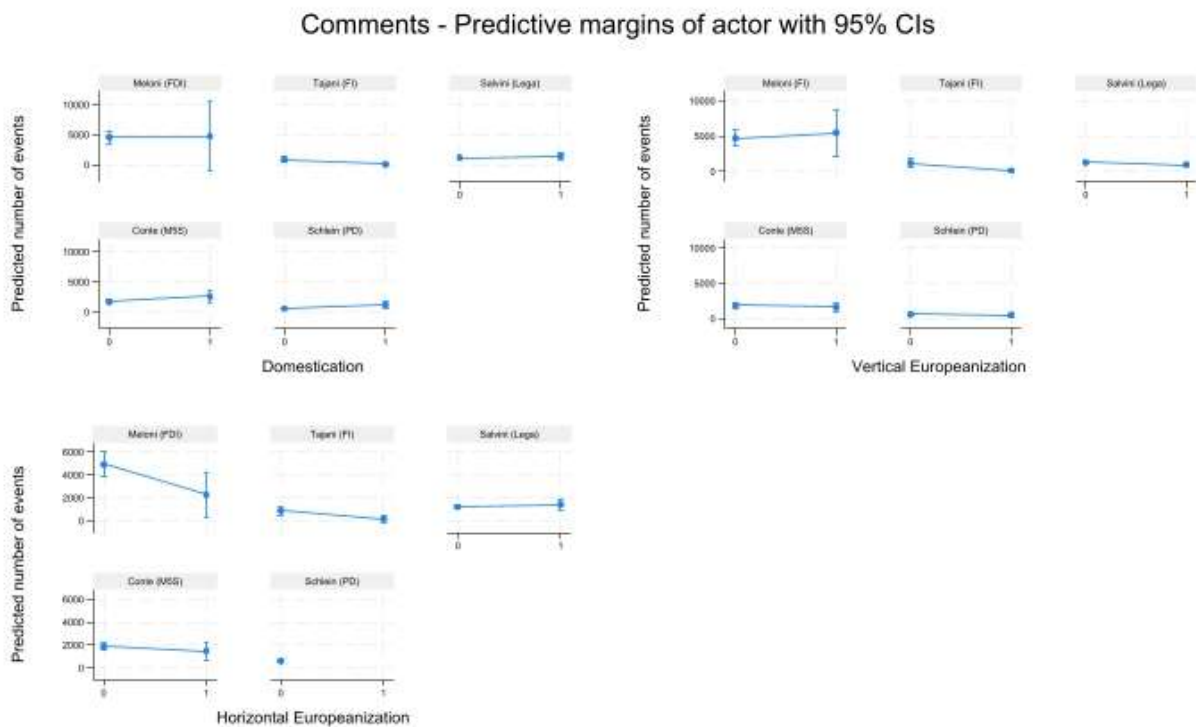 Comments - Predictive margins of actor with 95% CIs
Meloni (FDI)
Tajani (FI)
Salvini (Lega)
10000
5000
0
0 1
Conte (M5S)
Schlein (PD)
10000
5000
0
0 1
0 1
Predicted number of events
Domestication
Meloni (FI)
Tajani (FI)
Salvini (Lega)
10000
5000
0
0 1
Conte (M5S)
Schlein (PD)
10000
5000
0
0 1
0 1
Predicted number of events
Vertical Europeanization
Meloni (FDI)
Tajani (FI)
Salvini (Lega)
6000
4000
2000
0
0 1
Conte (M5S)
Schlein (PD)
6000
4000
2000
0
0 1
0 1
Predicted number of events
Horizontal Europeanization